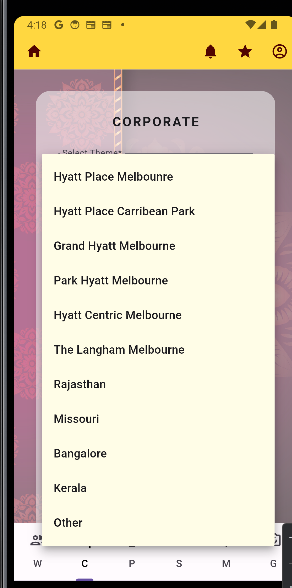 4:18
CORPORATE
Select Theme*
Hyatt Place Melbounre
Hyatt Place Carribean Park
Grand Hyatt Melbourne
Park Hyatt Melbourne
Hyatt Centric Melbourne
The Langham Melbourne
Rajasthan
Missouri
Bangalore
Kerala
Other
W C P S M G